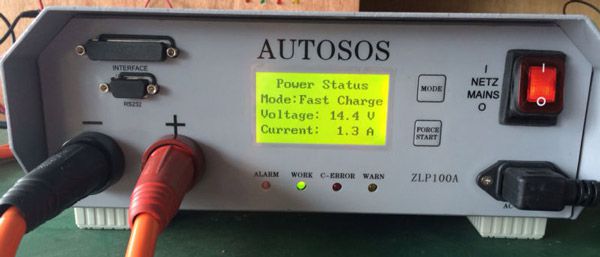 AUTOSOS
INTERFACE
RS232
− +
Power Status
Mode:Fast Charge
Voltage: 14.4 V
Current: 1.3 A
MODE
FORCE
START
I
NETZ
MAINS
O
I
O
ALARM WORK C-ERROR WARN
ZLP100A
AC